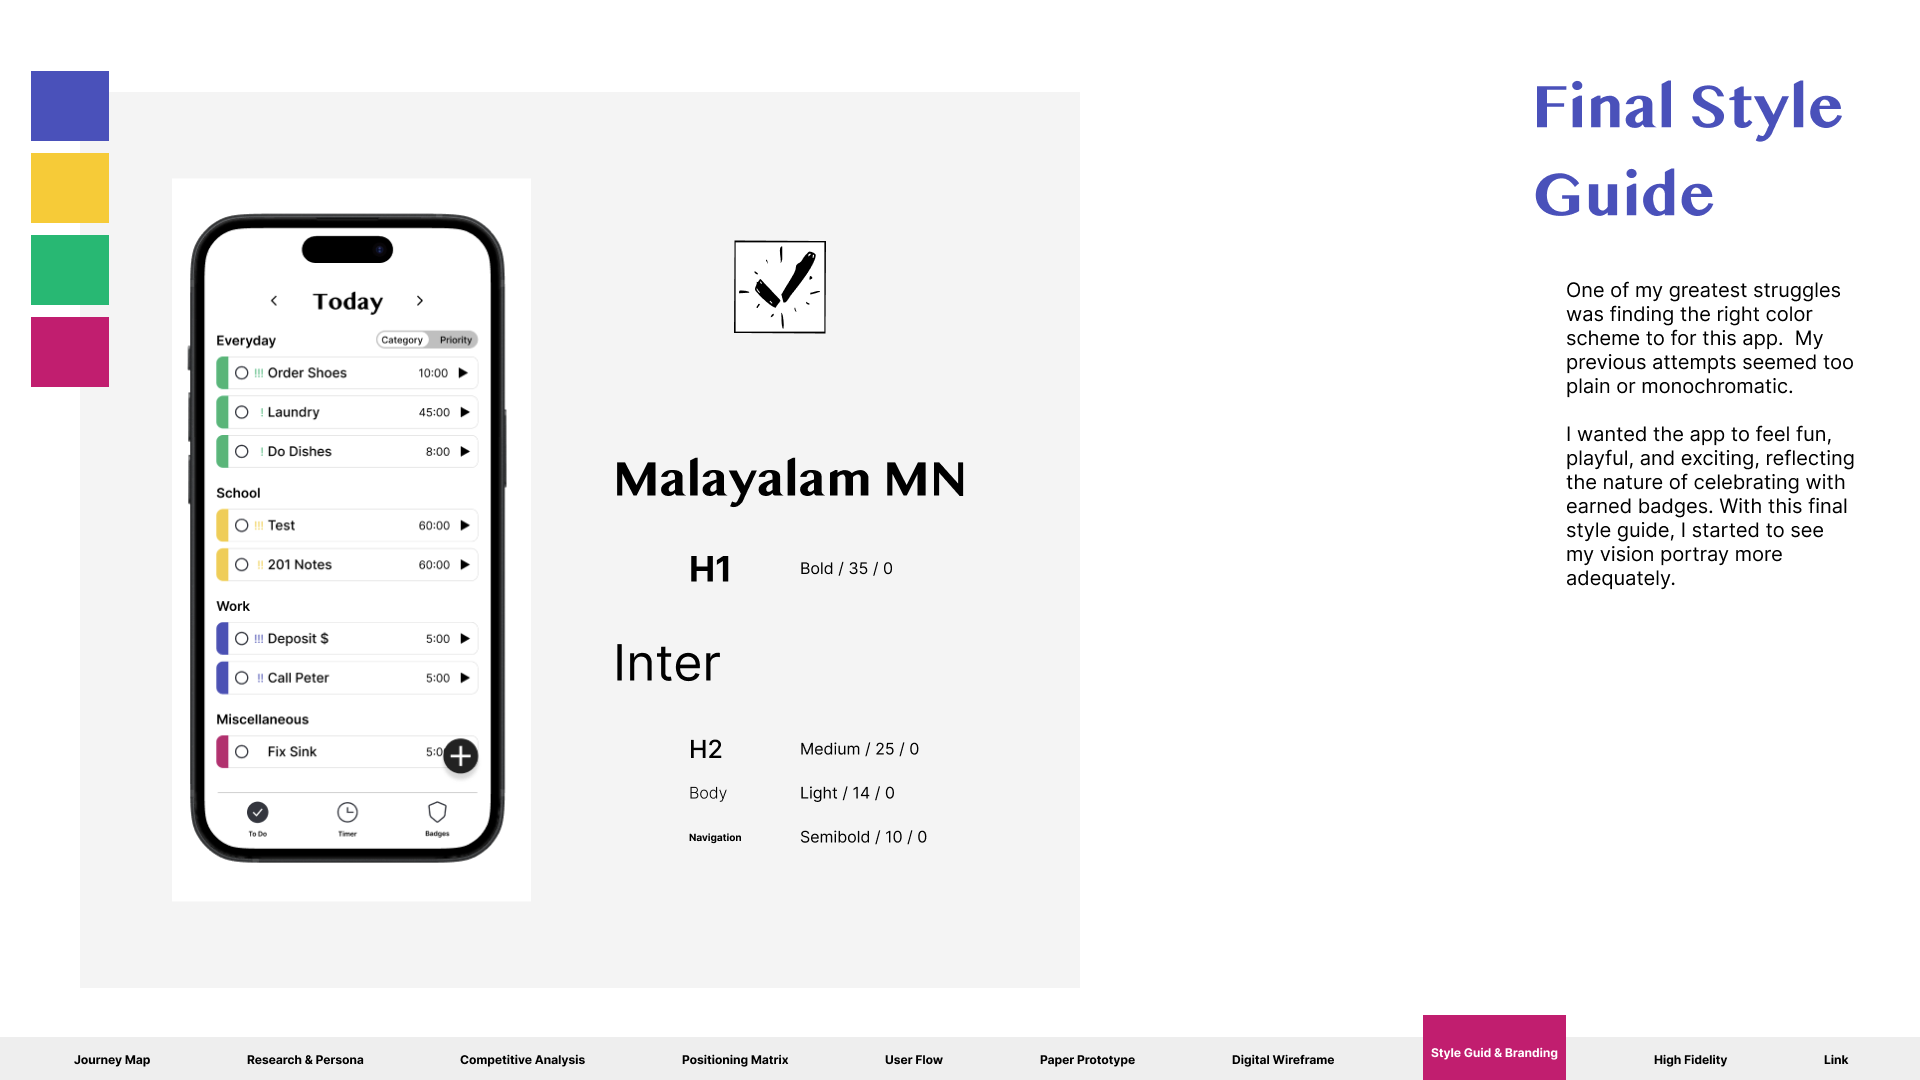 Final Style
Guide
One of my greatest struggles
was finding the right color
scheme to for this app.  My
previous attempts seemed too
plain or monochromatic.
I wanted the app to feel fun,
playful, and exciting, reflecting
the nature of celebrating with
earned badges. With this final
style guide, I started to see
my vision portray more
adequately.
Today
Everyday
Category Priority
!!! Order Shoes 10:00
! Laundry 45:00
! Do Dishes 8:00
School
!!! Test 60:00
!! 201 Notes 60:00
Work
!!! Deposit $ 5:00
!! Call Peter 5:00
Miscellaneous
Fix Sink 5:0
To Do Timer Badges
Malayalam MN
H1 Bold / 35 / 0
Inter
H2 Medium / 25 / 0
Body Light / 14 / 0
Navigation Semibold / 10 / 0
Journey Map Research & Persona Competitive Analysis Positioning Matrix User Flow Paper Prototype Digital Wireframe Style Guid & Branding High Fidelity Link